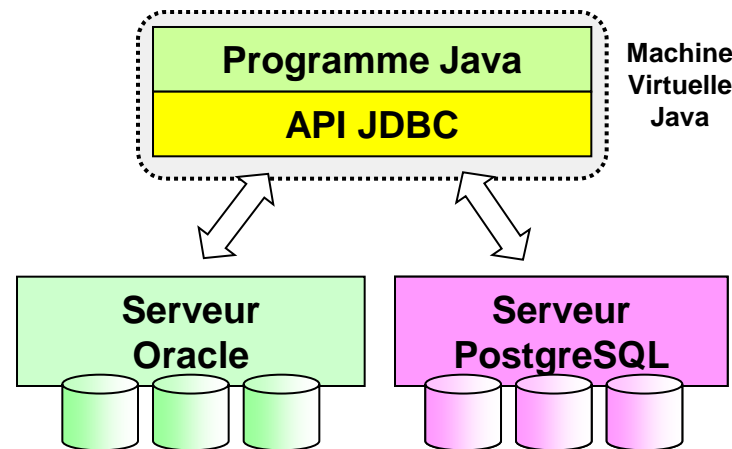 Programme Java
API JDBC
Machine
Virtuelle
Java
Serveur
Oracle
Serveur
PostgreSQL